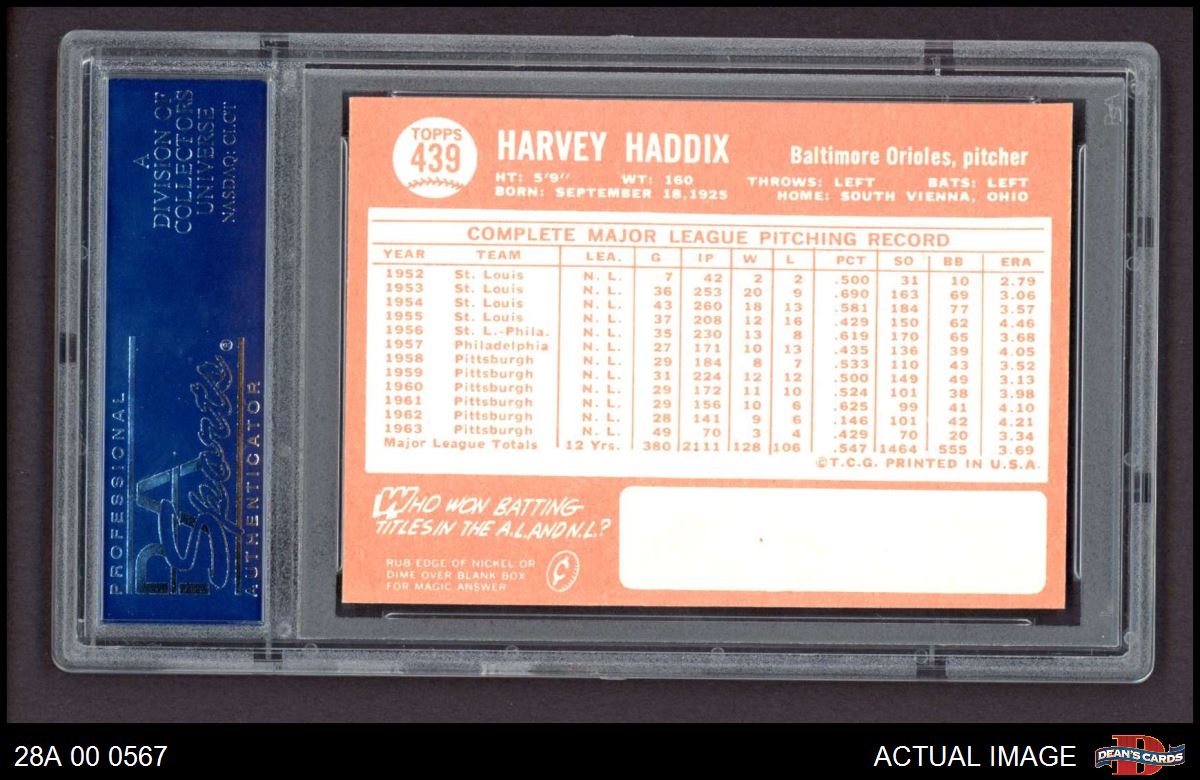 A
DIVISION OF
COLLECTORS
UNIVERSE
NASDAQ: CLCT
PROFESSIONAL
PSA
Sports®
AUTHENTICATOR
TOPPS
439
HARVEY HADDIX
Baltimore Orioles, pitcher
HT: 5'9" WT: 160 THROWS: LEFT BATS: LEFT
BORN: SEPTEMBER 18, 1925 HOME: SOUTH VIENNA, OHIO
COMPLETE MAJOR LEAGUE PITCHING RECORD
YEAR TEAM LEA. G IP W L PCT SO BB ERA
1952 St. Louis N. L. 7 42 2 2 .500 31 10 2.79
1953 St. Louis N. L. 36 253 20 9 .690 163 69 3.06
1954 St. Louis N. L. 43 260 18 13 .581 184 77 3.57
1955 St. Louis N. L. 37 208 12 16 .429 150 62 4.46
1956 St. L.-Phila. N. L. 35 230 13 8 .619 170 65 3.68
1957 Philadelphia N. L. 27 171 10 13 .435 136 39 4.05
1958 Pittsburgh N. L. 29 184 8 7 .533 110 43 3.52
1959 Pittsburgh N. L. 31 224 12 12 .500 149 49 3.13
1960 Pittsburgh N. L. 29 172 11 10 .524 101 38 3.98
1961 Pittsburgh N. L. 29 156 10 6 .625 99 41 4.10
1962 Pittsburgh N. L. 28 141 9 6 .146 101 42 4.21
1963 Pittsburgh N. L. 49 70 3 4 .429 70 20 3.34
Major League Totals 12 Yrs. 380 2111 128 106 .547 1464 555 3.69
©T.C.G. PRINTED IN U.S.A.
WHO WON BATTING
TITLES IN THE A.L. AND N.L.?
RUB EDGE OF NICKEL OR
DIME OVER BLANK BOX
FOR MAGIC ANSWER
¢
28A 00 0567
ACTUAL IMAGE
D
DEAN'S CARDS